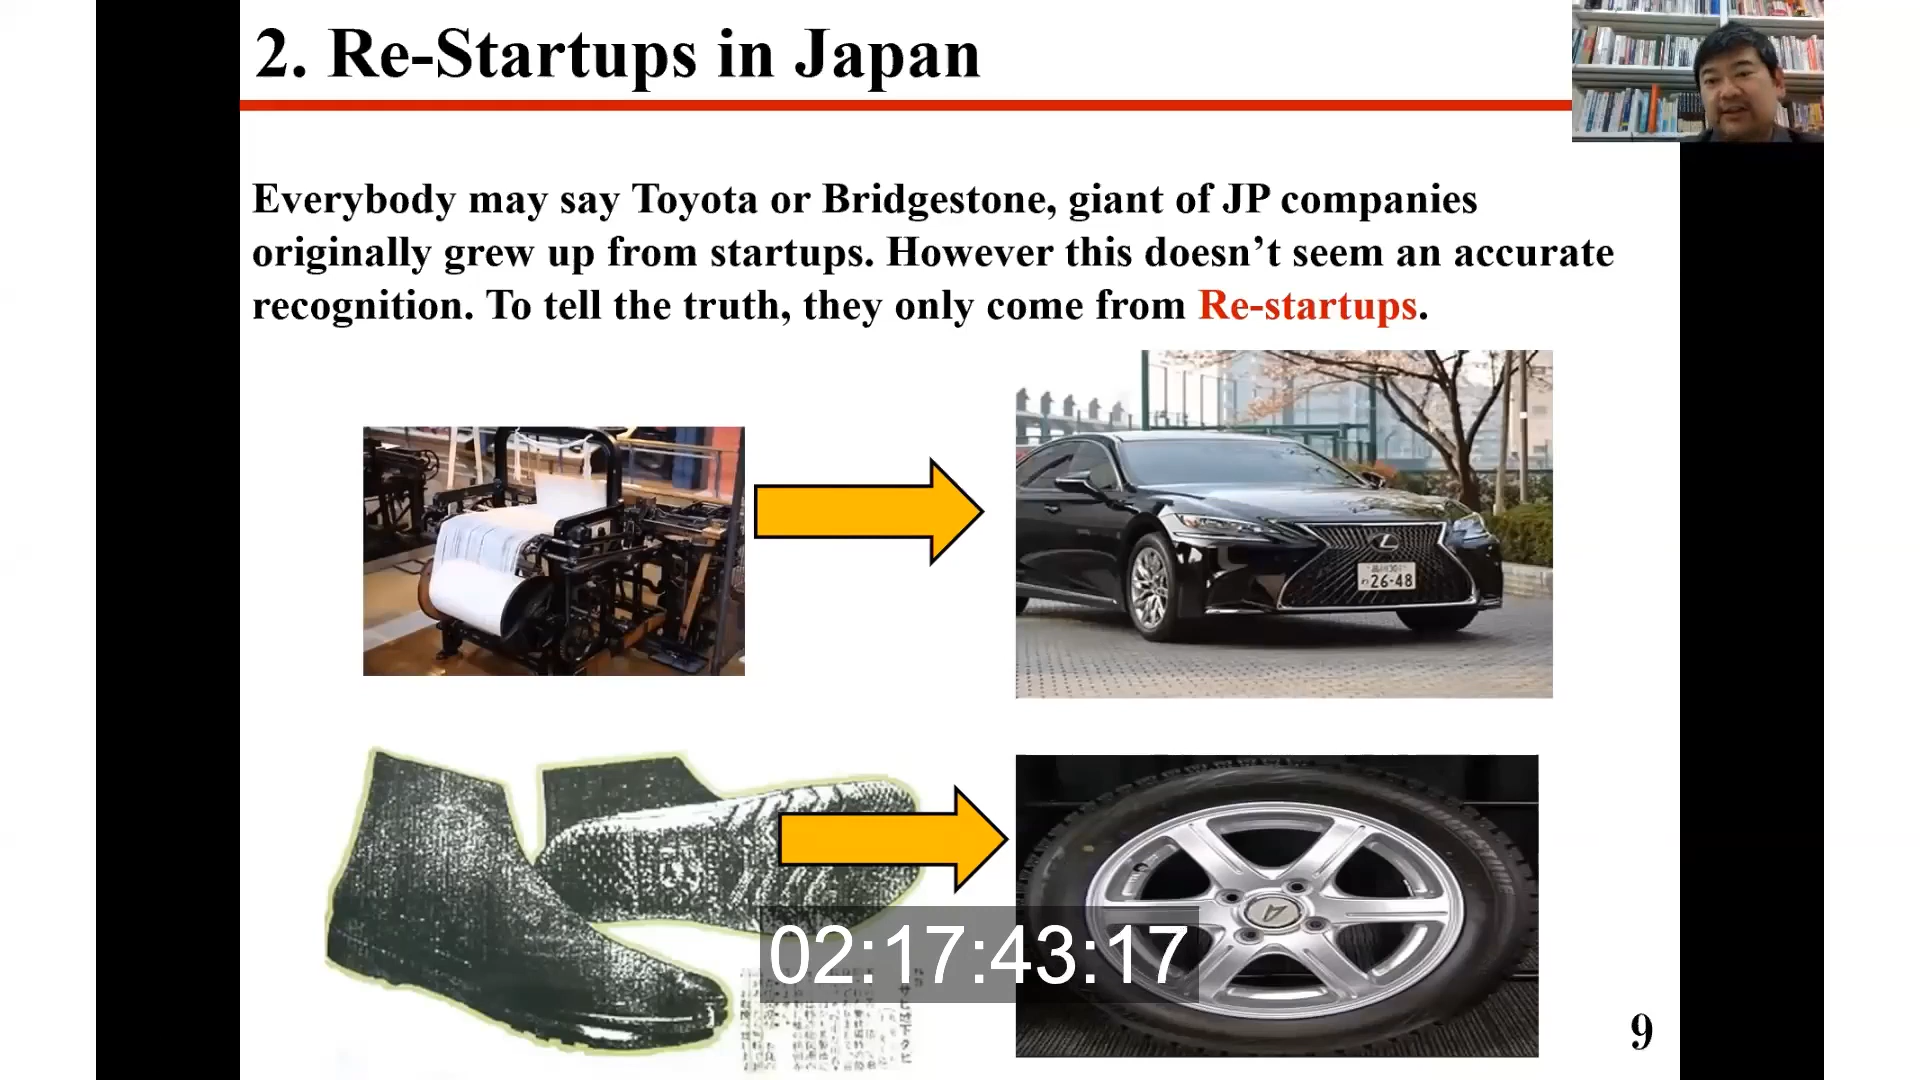 2. Re-Startups in Japan
Everybody may say Toyota or Bridgestone, giant of JP companies
originally grew up from startups. However this doesn’t seem an accurate
recognition. To tell the truth, they only come from Re-startups.
26-48
02:17:43:17
9